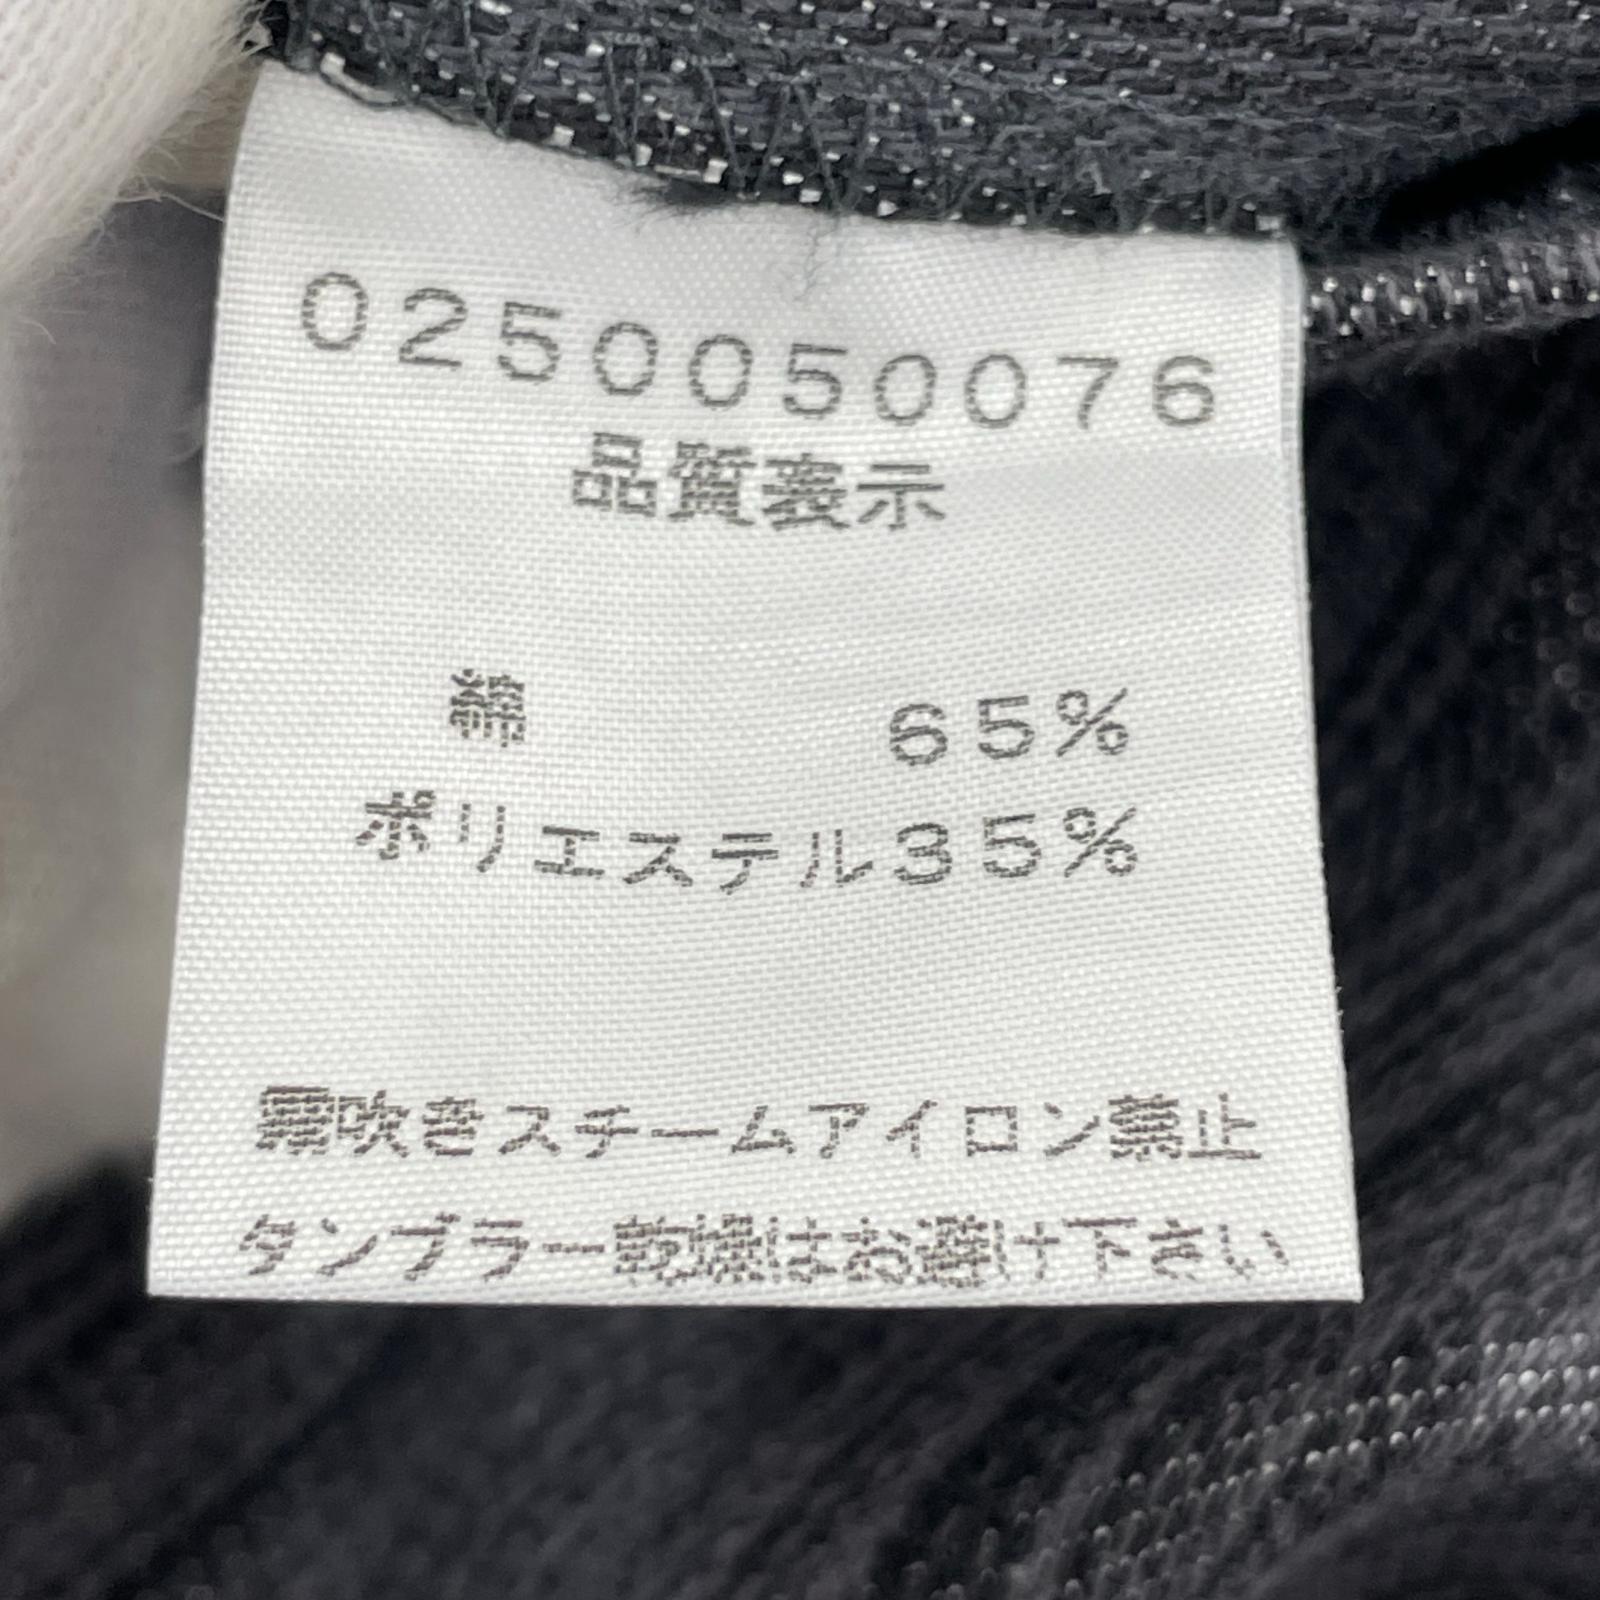 0250050076
品質表示
綿 65%
ポリエステル35%
霧吹きスチームアイロン禁止
タンブラー乾燥はお避け下さい